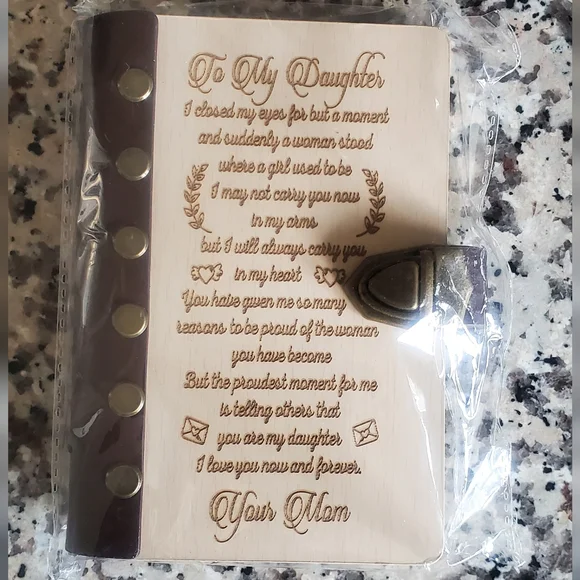 To My Daughter
I closed my eyes for but a moment
and suddenly a woman stood
where a girl used to be
I may not carry you now
in my arms
but I will always carry you
in my heart
You have given me so many
reasons to be proud of the woman
you have become
But the proudest moment for me
is telling others that
you are my daughter
I love you now and forever.
Your Mom